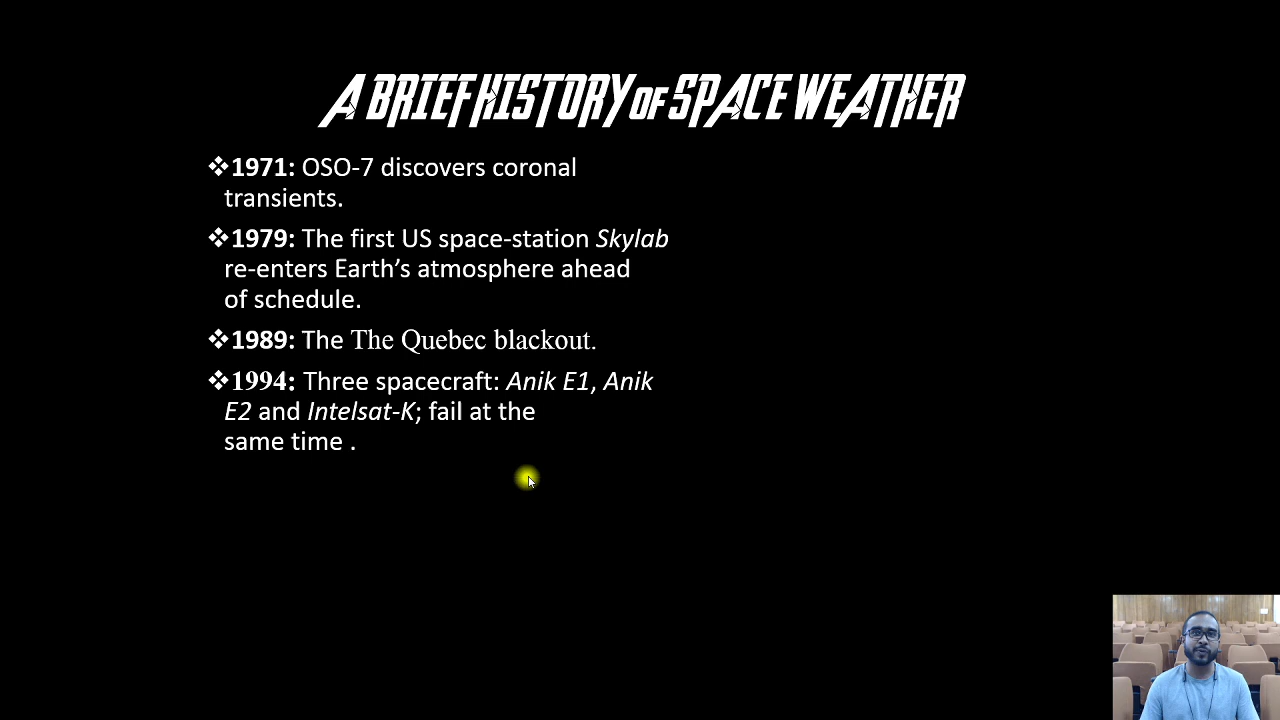 A BRIEF HISTORY OF SPACE WEATHER
❖1971: OSO-7 discovers coronal
transients.
❖1979: The first US space-station Skylab
re-enters Earth’s atmosphere ahead
of schedule.
❖1989: The The Quebec blackout.
❖1994: Three spacecraft: Anik E1, Anik
E2 and Intelsat-K; fail at the
same time .